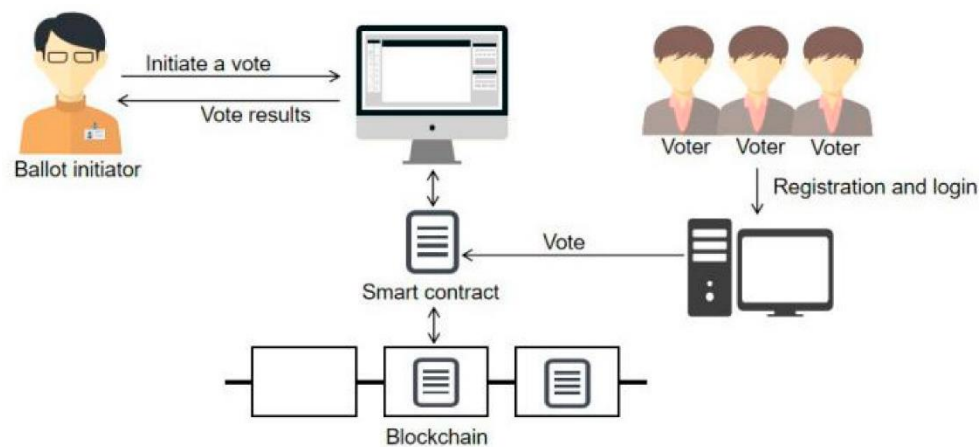 Initiate a vote
Vote results
Ballot initiator
Voter Voter Voter
Registration and login
Vote
Smart contract
Blockchain